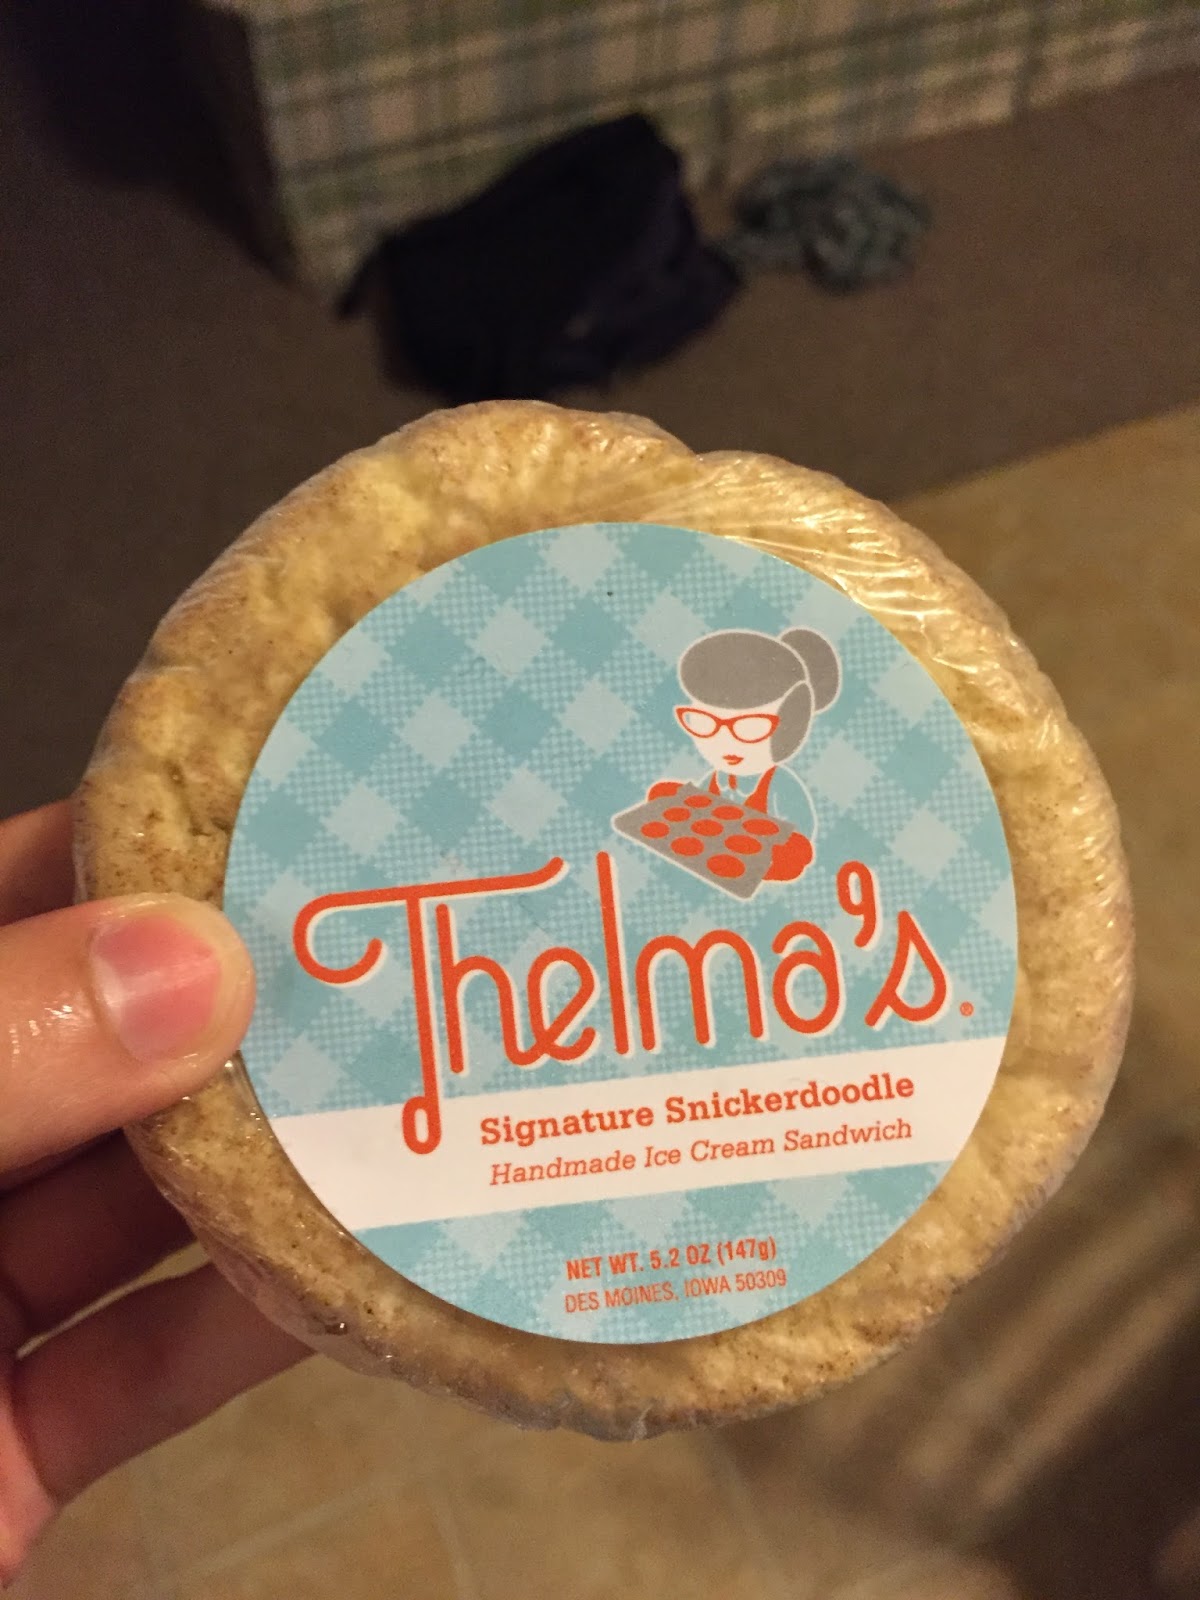 Thelma's®
Signature Snickerdoodle
Handmade Ice Cream Sandwich
NET WT. 5.2 OZ (147g)
DES MOINES, IOWA 50309